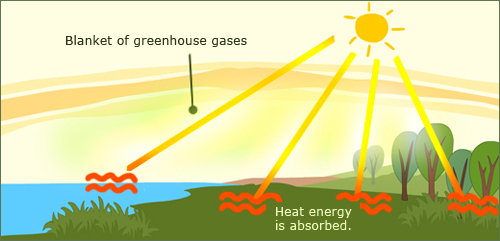 Blanket of greenhouse gases
Heat energy
is absorbed.